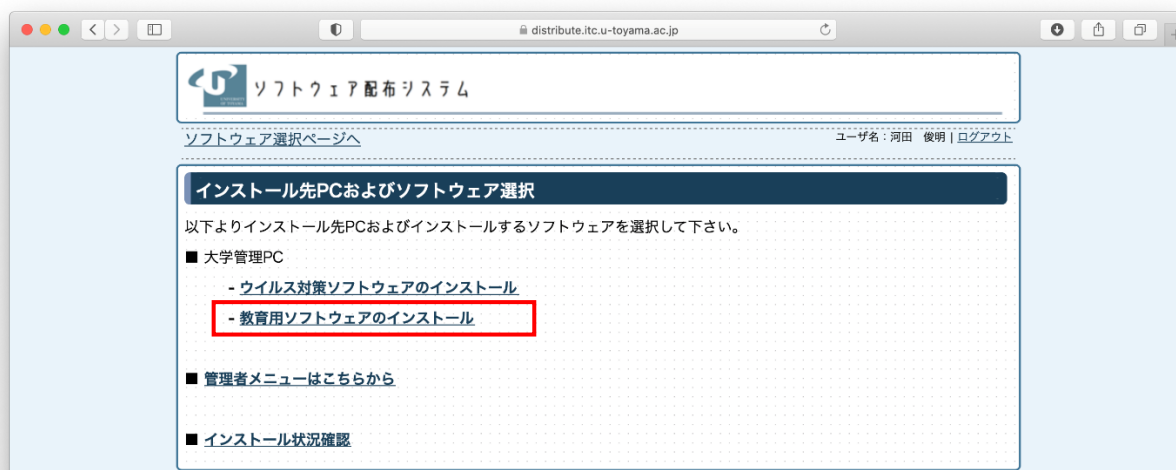 distribute.itc.u-toyama.ac.jp
ソフトウェア配布システム
ソフトウェア選択ページへ
ユーザ名：河田　俊明 | ログアウト
インストール先PCおよびソフトウェア選択
以下よりインストール先PCおよびインストールするソフトウェアを選択して下さい。
■ 大学管理PC
- ウイルス対策ソフトウェアのインストール
- 教育用ソフトウェアのインストール
■ 管理者メニューはこちらから
■ インストール状況確認